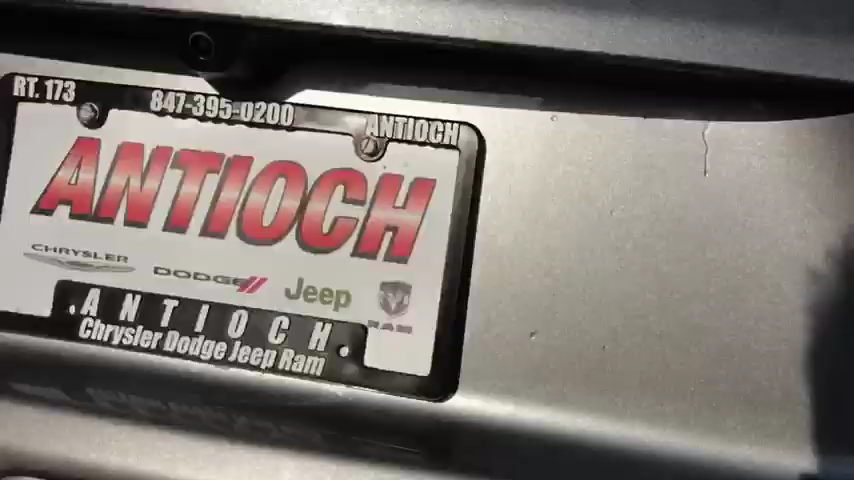 RT. 173 847-395-0200 ANTIOCH
ANTIOCH
CHRYSLER DODGE Jeep RAM
ANTIOCH
Chrysler Dodge Jeep Ram